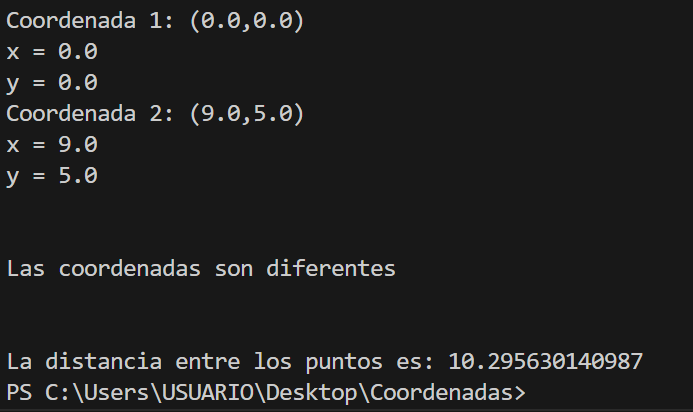 Coordenada 1: (0.0,0.0)
x = 0.0
y = 0.0
Coordenada 2: (9.0,5.0)
x = 9.0
y = 5.0
Las coordenadas son diferentes
La distancia entre los puntos es: 10.295630140987
PS C:\Users\USUARIO\Desktop\Coordenadas>